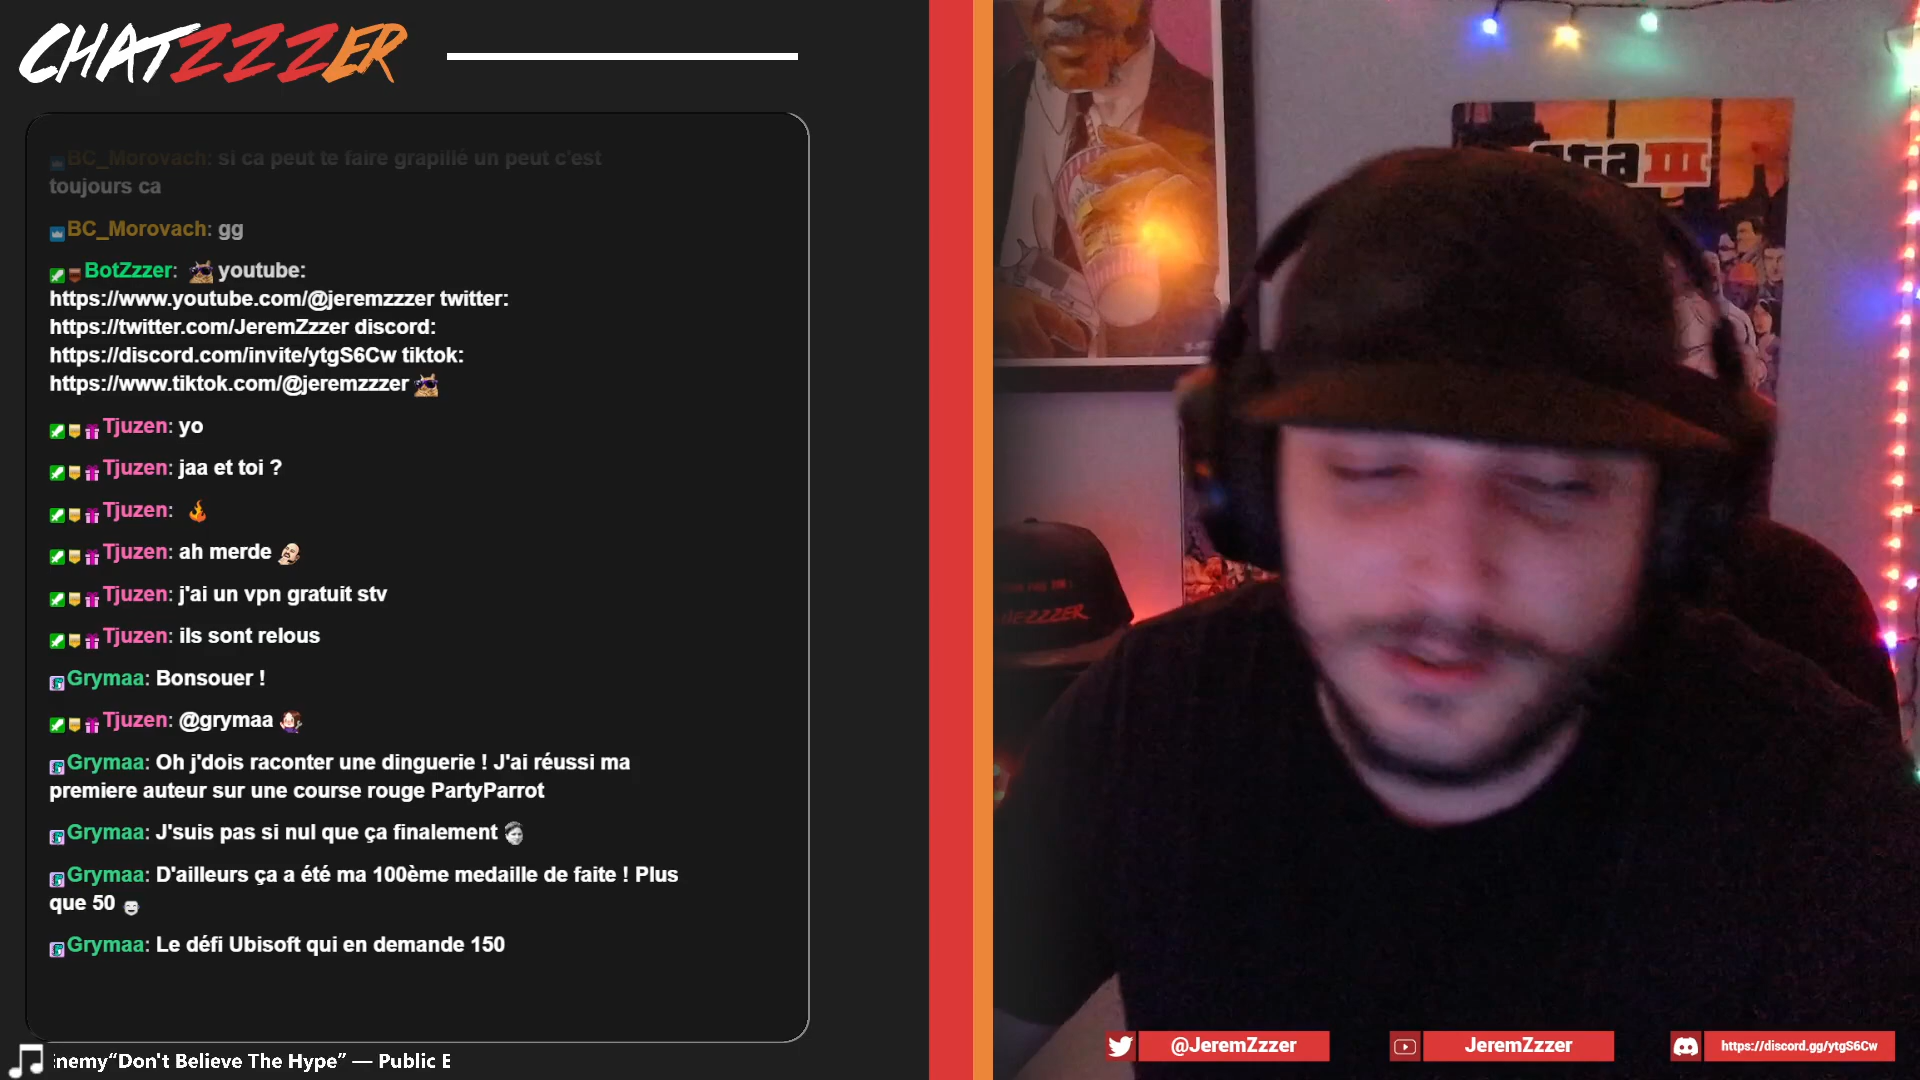 CHATZZZER
BC_Morovach: si ca peut te faire grapillé un peut c'est
toujours ca
BC_Morovach: gg
BotZzzer: youtube:
https://www.youtube.com/@jeremzzzer twitter:
https://twitter.com/JeremZzzer discord:
https://discord.com/invite/ytgS6Cw tiktok:
https://www.tiktok.com/@jeremzzzer
Tjuzen: yo
Tjuzen: jaa et toi ?
Tjuzen:
Tjuzen: ah merde
Tjuzen: j'ai un vpn gratuit stv
Tjuzen: ils sont relous
Grymaa: Bonsouer !
Tjuzen: @grymaa
Grymaa: Oh j'dois raconter une dinguerie ! J'ai réussi ma
premiere auteur sur une course rouge PartyParrot
Grymaa: J'suis pas si nul que ça finalement
Grymaa: D'ailleurs ça a été ma 100ème medaille de faite ! Plus
que 50
Grymaa: Le défi Ubisoft qui en demande 150
nemy“Don't Believe The Hype” — Public E
III
@JeremZzzer
JeremZzzer
https://discord.gg/ytgS6Cw